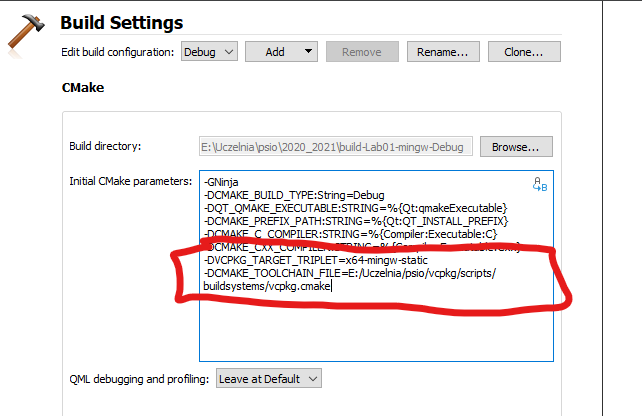 Build Settings
Edit build configuration: Debug Add Remove Rename... Clone...
CMake
Build directory: E:\Uczelnia\psio\2020_2021\build-Lab01-mingw-Debug Browse...
Initial CMake parameters: -GNinja
-DCMAKE_BUILD_TYPE:String=Debug
-DQT_QMAKE_EXECUTABLE:STRING=%{Qt:qmakeExecutable}
-DCMAKE_PREFIX_PATH:STRING=%{Qt:QT_INSTALL_PREFIX}
-DCMAKE_C_COMPILER:STRING=%{Compiler:Executable:C}
-DCMAKE_CXX_COMPILER:STRING=
-DVCPKG_TARGET_TRIPLET=x64-mingw-static
-DCMAKE_TOOLCHAIN_FILE=E:/Uczelnia/psio/vcpkg/scripts/
buildsystems/vcpkg.cmake
QML debugging and profiling: Leave at Default